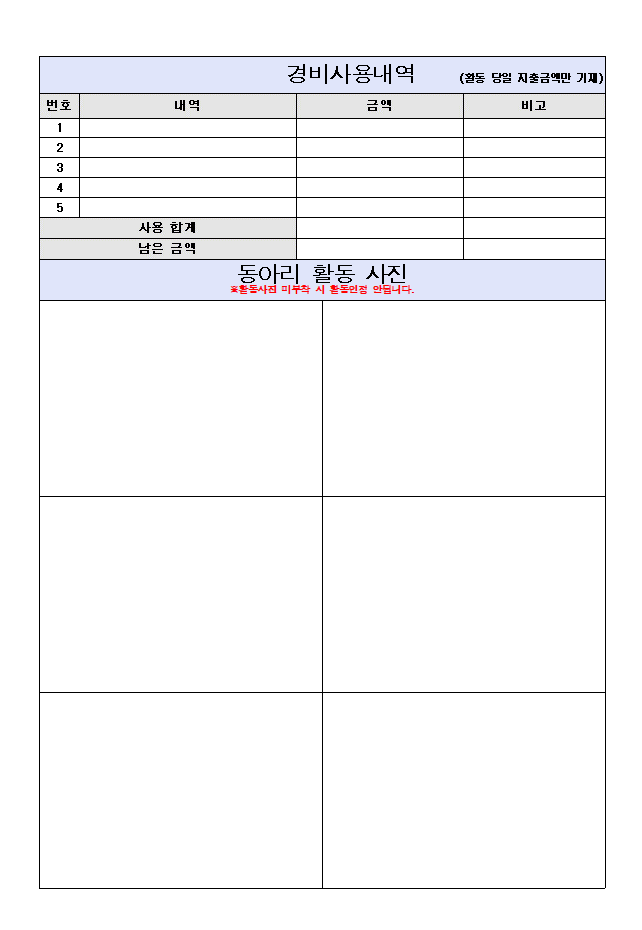 경비사용내역 (활동 당일 지출금액만 기재)
번호 내역 금액 비고
1
2
3
4
5
사용 합계
남은 금액
동아리 활동 사진
※활동사진 미부착 시 활동인정 안됩니다.